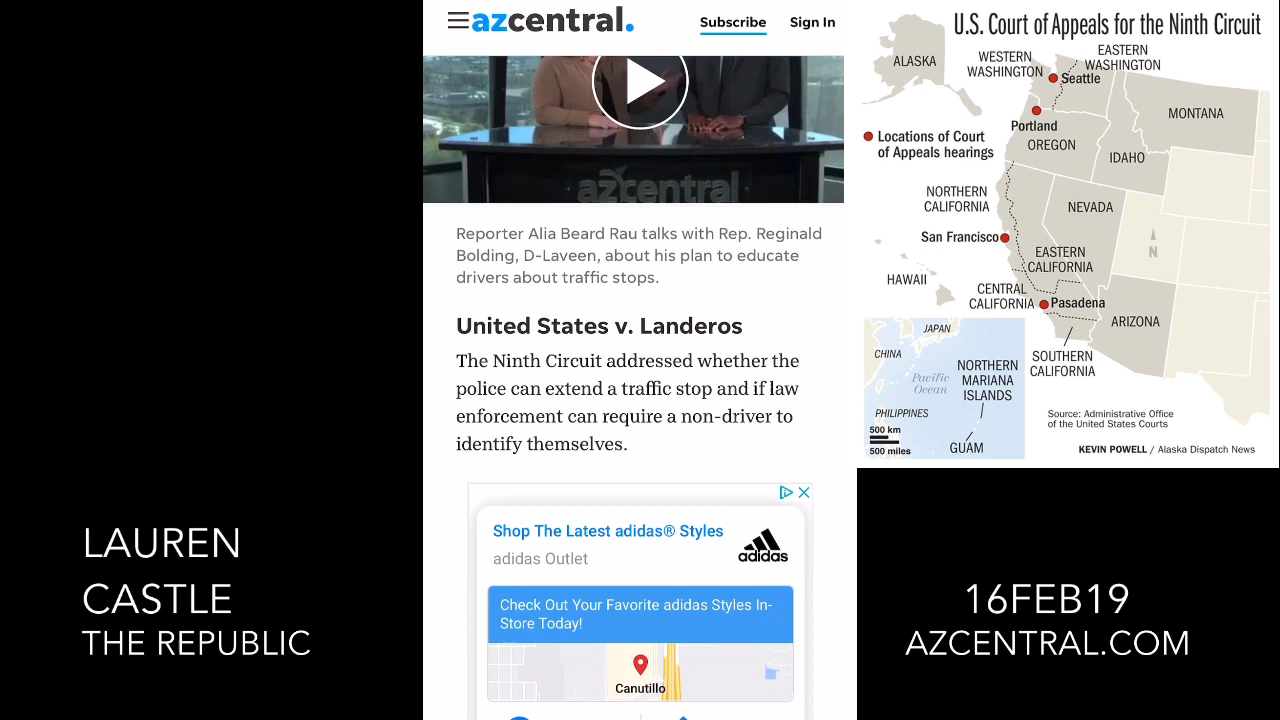 LAUREN
CASTLE
THE REPUBLIC
azcentral.
Subscribe
Sign In
azcentral
Reporter Alia Beard Rau talks with Rep. Reginald
Bolding, D-Laveen, about his plan to educate
drivers about traffic stops.
United States v. Landeros
The Ninth Circuit addressed whether the
police can extend a traffic stop and if law
enforcement can require a non-driver to
identify themselves.
Shop The Latest adidas® Styles
adidas Outlet
adidas
Check Out Your Favorite adidas Styles In-
Store Today!
Canutillo
U.S. Court of Appeals for the Ninth Circuit
ALASKA
WESTERN
WASHINGTON
EASTERN
WASHINGTON
Seattle
MONTANA
Portland
OREGON
IDAHO
Locations of Court
of Appeals hearings
NORTHERN
CALIFORNIA
NEVADA
San Francisco
N
EASTERN
CALIFORNIA
HAWAII
CENTRAL
CALIFORNIA
Pasadena
ARIZONA
SOUTHERN
CALIFORNIA
JAPAN
CHINA
Pacific
Ocean
NORTHERN
MARIANA
ISLANDS
PHILIPPINES
500 km
500 miles
GUAM
Source: Administrative Office
of the United States Courts
KEVIN POWELL / Alaska Dispatch News
16FEB19
AZCENTRAL.COM